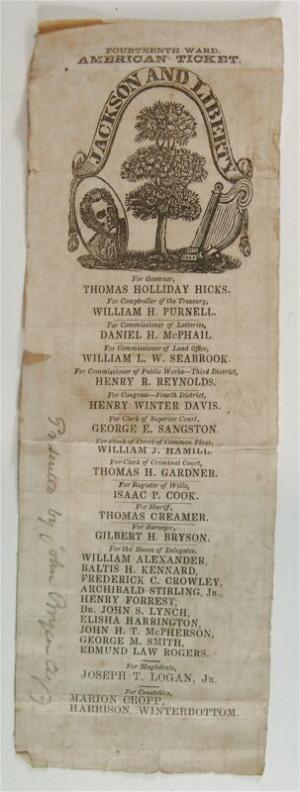 FOURTEENTH WARD.
AMERICAN TICKET.
JACKSON AND LIBERTY
For Governor,
THOMAS HOLLIDAY HICKS.
For Comptroller of the Treasury,
WILLIAM H. PURNELL.
For Commissioner of Lotteries,
DANIEL H. McPHAIL.
For Commissioner of Land Office,
WILLIAM L. W. SEABROOK.
For Commissioner of Public Works—Third District,
HENRY R. REYNOLDS.
For Congress—Fourth District,
HENRY WINTER DAVIS.
For Clerk of Superior Court,
GEORGE E. SANGSTON.
For Clerk of Court of Common Pleas,
WILLIAM J. HAMILL.
For Clerk of Criminal Court,
THOMAS H. GARDNER.
For Register of Wills,
ISAAC P. COOK.
For Sheriff,
THOMAS CREAMER.
For Surveyor,
GILBERT H. BRYSON.
For the House of Delegates,
WILLIAM ALEXANDER,
BALTIS H. KENNARD,
FREDERICK C. CROWLEY,
ARCHIBALD STIRLING, JR.,
HENRY FORREST,
DR. JOHN S. LYNCH,
ELISHA HARRINGTON,
JOHN H. T. McPHERSON,
GEORGE M. SMITH,
EDMUND LAW ROGERS.
For Magistrate,
JOSEPH T. LOGAN, JR.
For Constables,
MARION CROPP,
HARRISON WINTERBOTTOM.
Presented by John